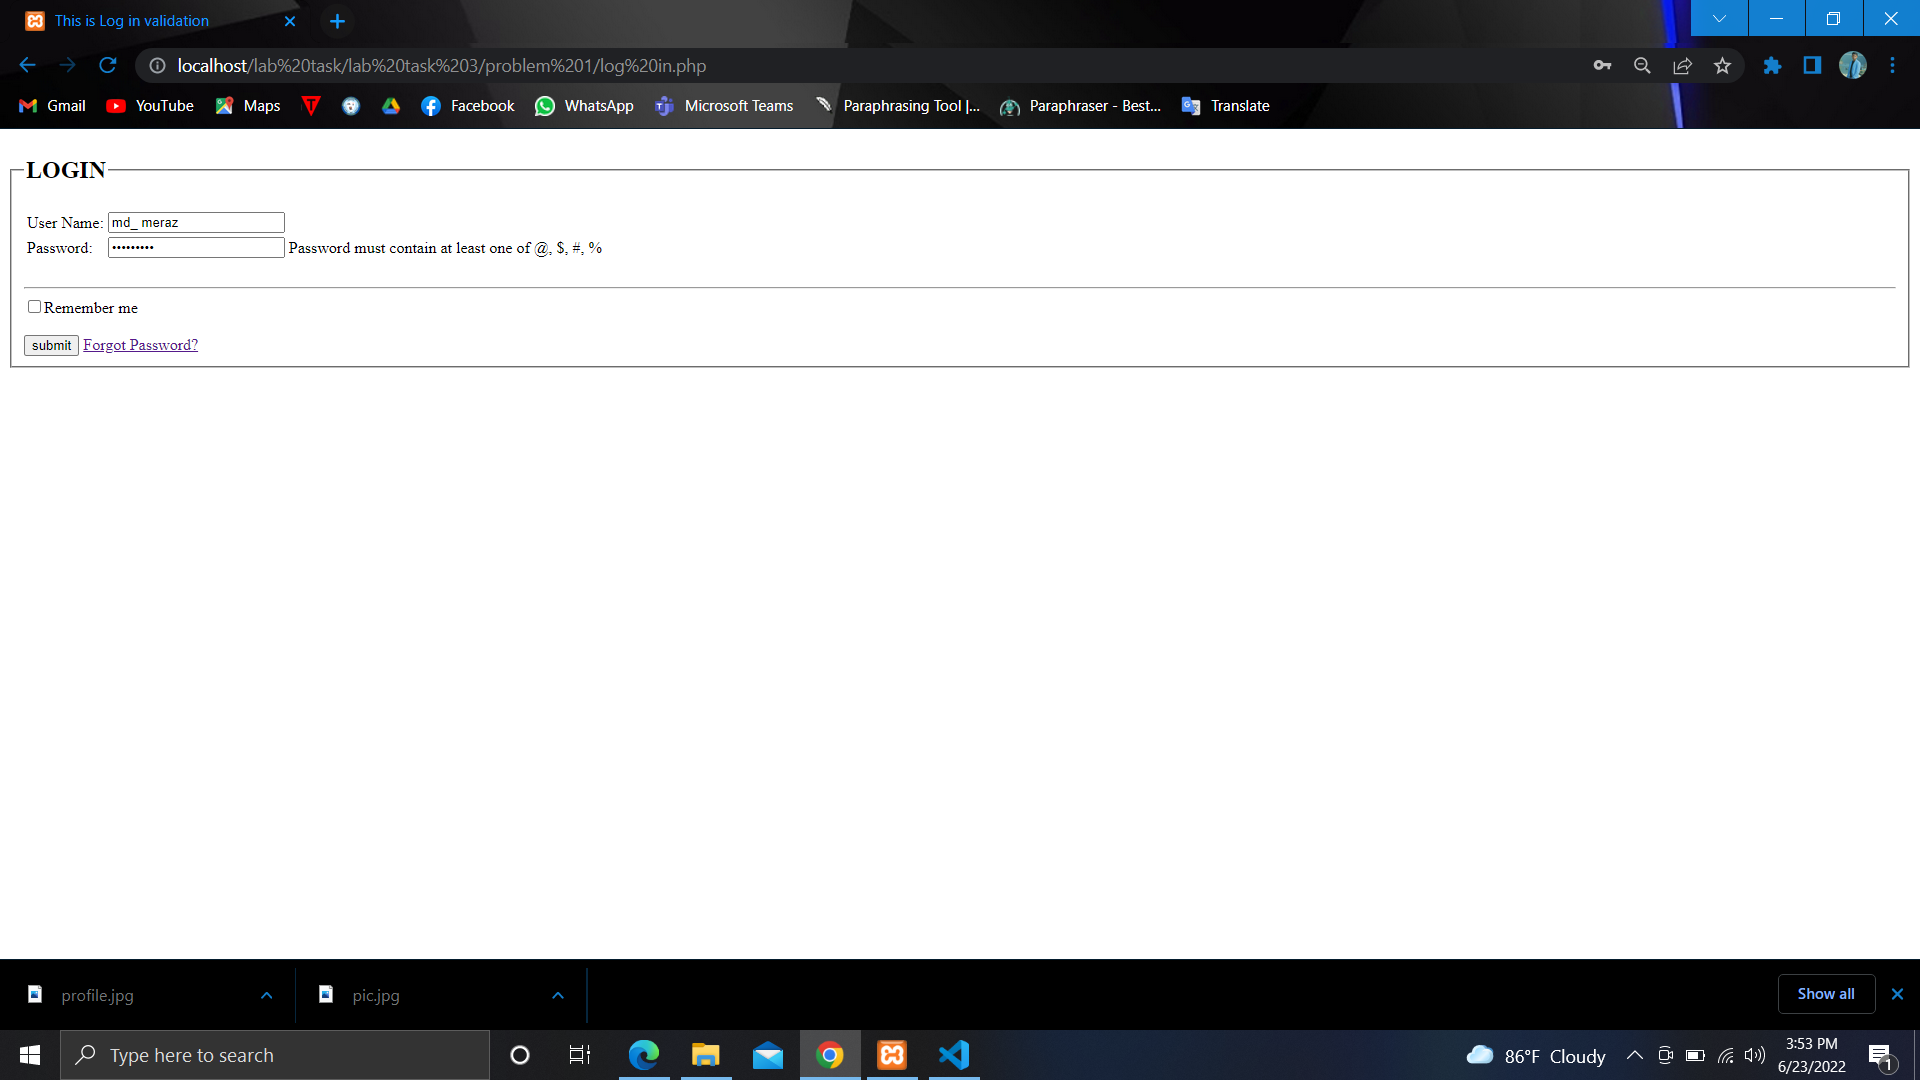 This is Log in validation
localhost/lab%20task/lab%20task%203/problem%201/log%20in.php
Gmail YouTube Maps Facebook WhatsApp Microsoft Teams Paraphrasing Tool |... Paraphraser - Best... Translate
LOGIN
User Name: md_ meraz
Password: ••••••••• Password must contain at least one of @, $, #, %
Remember me
submit Forgot Password?
profile.jpg pic.jpg Show all
Type here to search
86°F Cloudy
3:53 PM
6/23/2022
1